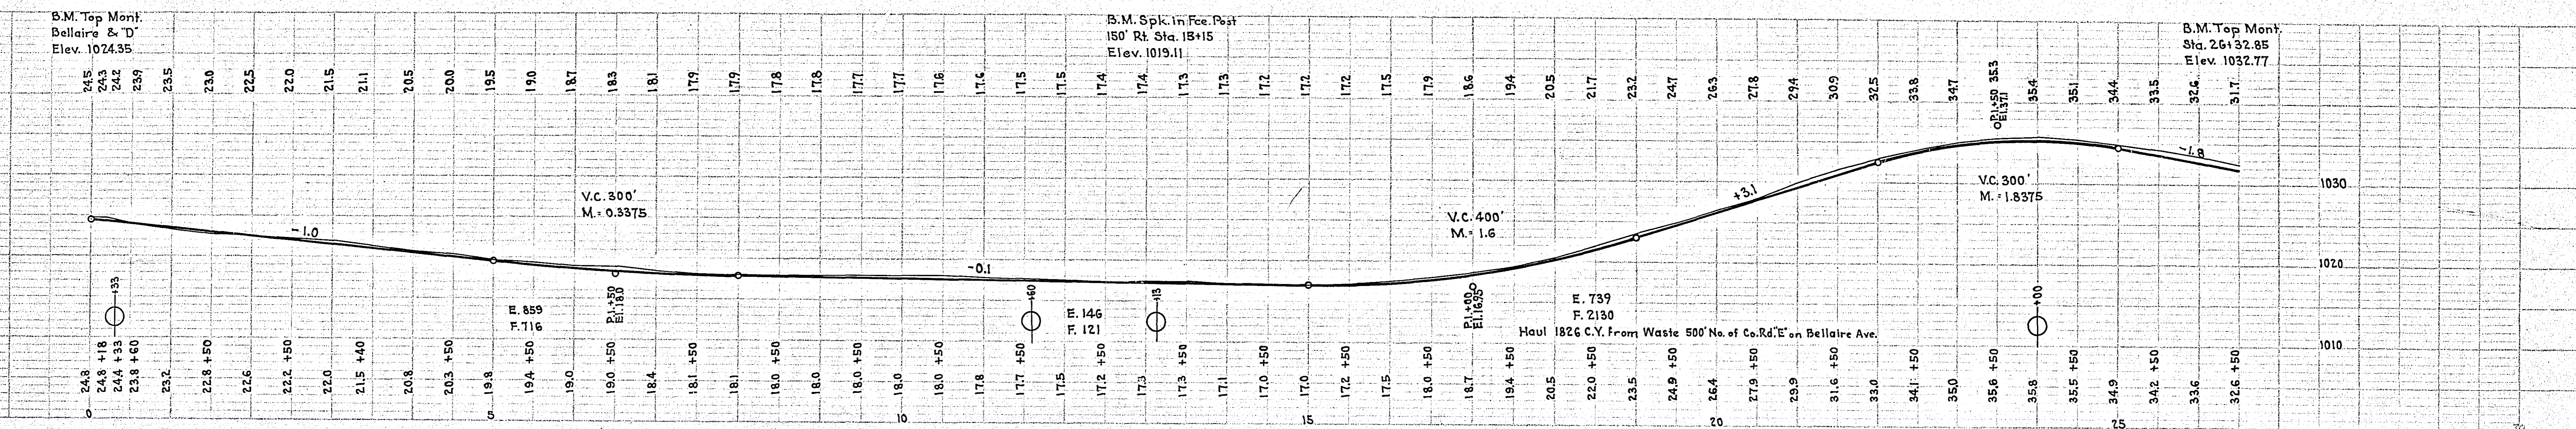 B.M. Top Mont.
Bellaire & "D"
Elev. 1024.35
B.M. Spk. in Fce. Post
150' Rt. Sta. 13+15
Elev. 1019.11
B.M. Top Mont.
Sta. 26+32.85
Elev. 1032.77
24.5 24.3 24.2 23.9 23.5 23.0 22.5 22.0 21.5 21.1 20.5 20.0 19.5 19.0 18.7 18.3 18.1 17.9 17.9 17.8 17.8 17.7 17.7 17.6 17.6 17.5 17.5 17.4 17.4 17.3 17.3 17.2 17.2 17.2 17.5 17.9 18.6 19.4 20.5 21.7 23.2 24.7 26.3 27.8 29.4 30.9 32.5 33.8 34.7 35.3 35.4 35.1 34.4 33.5 32.6 31.7
P.I. +50
El. 37.1
-1.8
1030
V.C. 300'
M. = 0.3375
V.C. 400'
M. = 1.6
+3.1
V.C. 300'
M. = 1.8375
-1.0
-0.1
1020
+33
E. 859
F. 716
P.I. +50
El. 18.0
+60
E. 146
F. 121
+13
P.I. +60
El. 16.95
E. 739
F. 2130
Haul 1826 C.Y. From Waste 500' No. of Co. Rd. "E" on Bellaire Ave.
+00
1010
24.8 24.8 +18 24.4 +33 23.8 +60 23.2 22.8 +50 22.6 22.2 +50 22.0 21.5 +40 20.8 20.3 +50 19.8 19.4 +50 19.0 19.0 +50 18.4 18.1 +50 18.1 18.0 +50 18.0 18.0 +50 18.0 18.0 +50 17.8 17.7 +50 17.5 17.2 +50 17.3 17.3 +50 17.1 17.0 +50 17.0 17.2 +50 17.5 18.0 +50 18.7 19.4 +50 20.5 22.0 +50 23.5 24.9 +50 26.4 27.9 +50 29.9 31.6 +50 33.0 34.1 +50 35.0 35.6 +50 35.8 35.5 +50 34.9 34.2 +50 33.6 32.6 +50
0 5 10 15 20 25